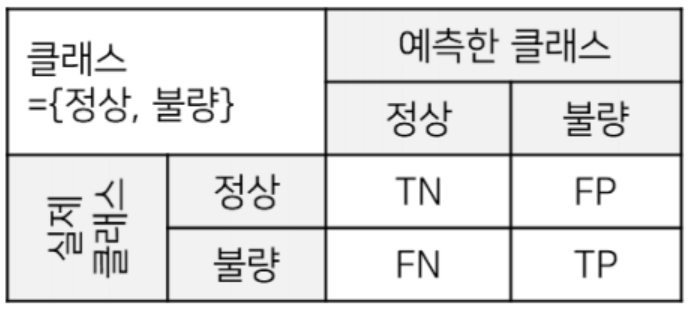 클래스
={정상, 불량}
예측한 클래스
정상 불량
실제
클래스
정상 TN FP
불량 FN TP